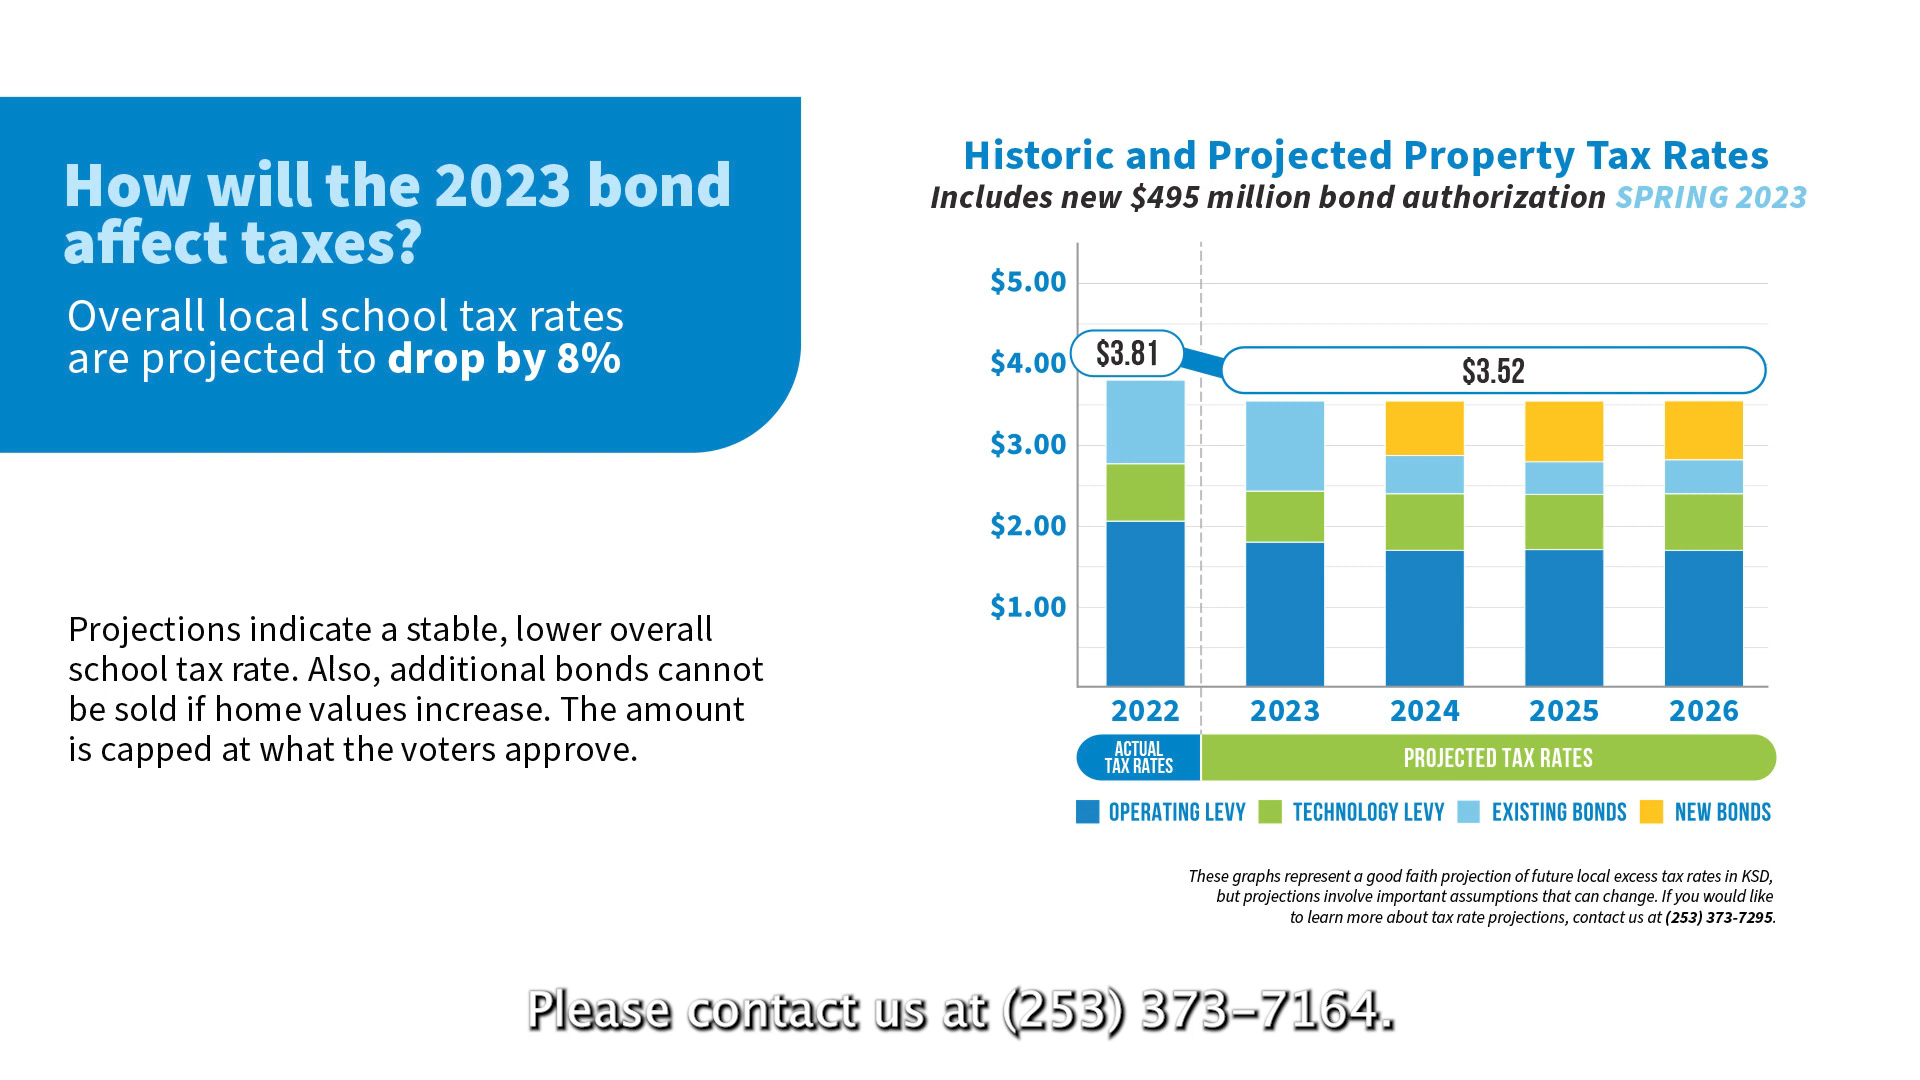 How will the 2023 bond
affect taxes?
Overall local school tax rates
are projected to drop by 8%
Projections indicate a stable, lower overall
school tax rate. Also, additional bonds cannot
be sold if home values increase. The amount
is capped at what the voters approve.
Historic and Projected Property Tax Rates
Includes new $495 million bond authorization SPRING 2023
$5.00
$4.00
$3.00
$2.00
$1.00
$3.81
$3.52
2022 2023 2024 2025 2026
ACTUAL
TAX RATES
PROJECTED TAX RATES
OPERATING LEVY TECHNOLOGY LEVY EXISTING BONDS NEW BONDS
These graphs represent a good faith projection of future local excess tax rates in KSD,
but projections involve important assumptions that can change. If you would like
to learn more about tax rate projections, contact us at (253) 373-7295.
Please contact us at (253) 373-7164.